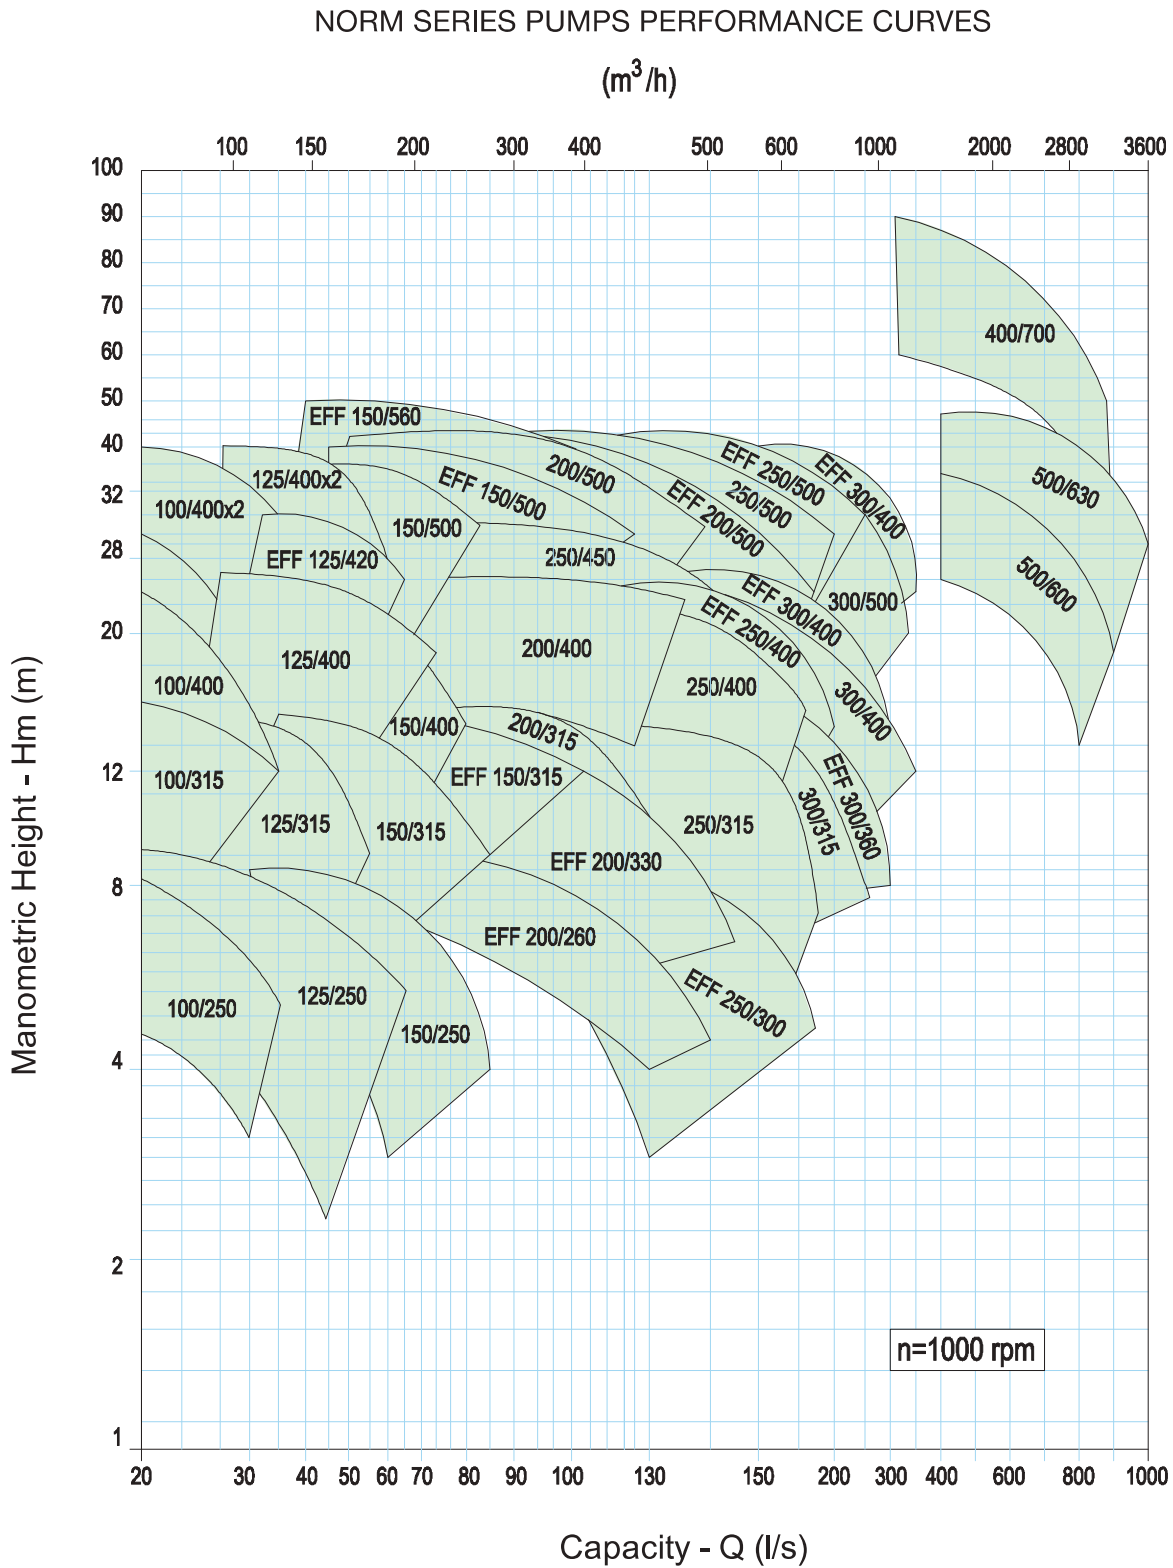 NORM SERIES PUMPS PERFORMANCE CURVES
(m³/h)
100 150 200 300 400 500 600 1000 2000 2800 3600
100
90
80
70
60
50
40
32
28
20
12
8
4
2
1
Manometric Height - Hm (m)
400/700
EFF 150/560
125/400x2
100/400x2
EFF 125/420
150/500
EFF 150/500
200/500
250/450
EFF 200/500
EFF 250/500
250/500
EFF 300/400
300/500
500/630
500/600
100/400
125/400
150/400
200/400
250/400
EFF 250/400
EFF 300/400
300/400
100/315
125/315
150/315
EFF 150/315
200/315
EFF 200/330
250/315
300/315
EFF 300/360
EFF 200/260
EFF 250/300
100/250
125/250
150/250
n=1000 rpm
20 30 40 50 60 70 80 90 100 130 150 200 300 400 600 800 1000
Capacity - Q (l/s)